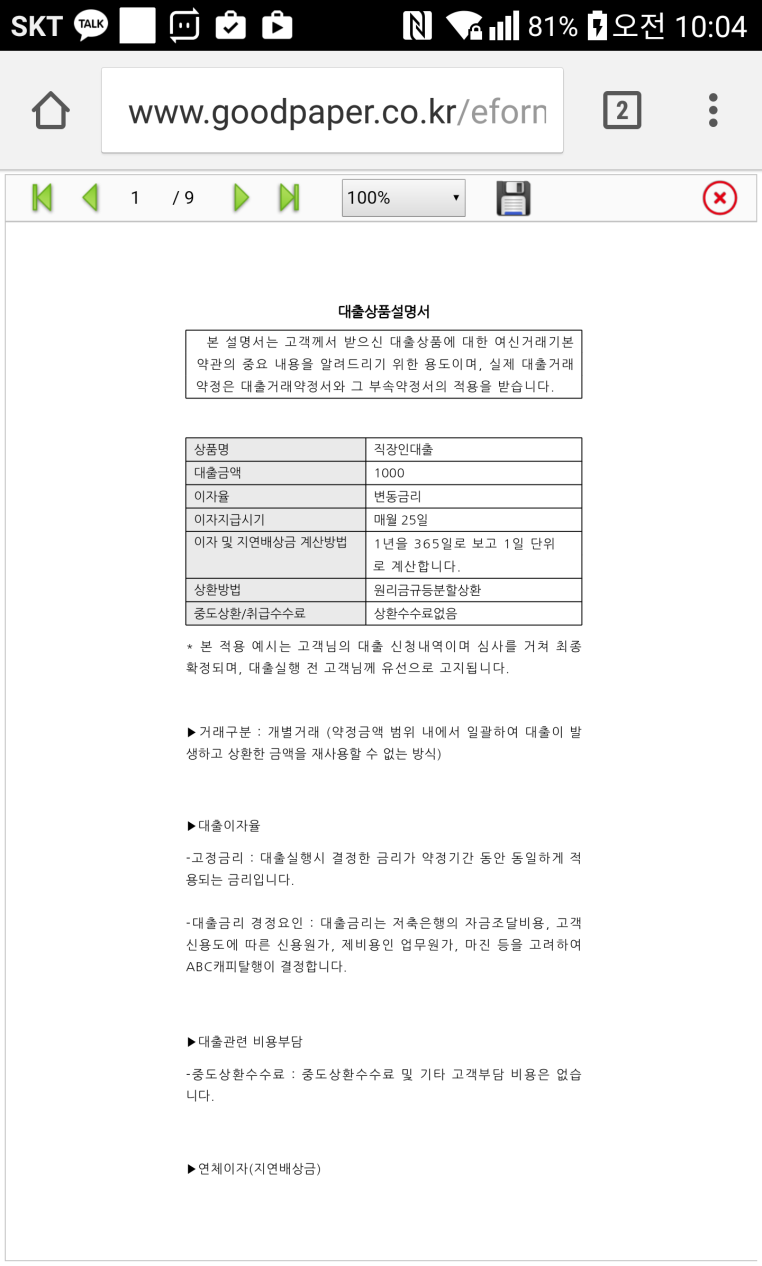 SKT TALK 81% 오전 10:04
www.goodpaper.co.kr/eforn 2
1 / 9 100%
대출상품설명서
본 설명서는 고객께서 받으신 대출상품에 대한 여신거래기본
약관의 중요 내용을 알려드리기 위한 용도이며, 실제 대출거래
약정은 대출거래약정서와 그 부속약정서의 적용을 받습니다.
상품명 직장인대출
대출금액 1000
이자율 변동금리
이자지급시기 매월 25일
이자 및 지연배상금 계산방법 1년을 365일로 보고 1일 단위
로 계산합니다.
상환방법 원리금규등분할상환
중도상환/취급수수료 상환수수료없음
* 본 적용 예시는 고객님의 대출 신청내역이며 심사를 거쳐 최종
확정되며, 대출실행 전 고객님께 유선으로 고지됩니다.
▶거래구분 : 개별거래 (약정금액 범위 내에서 일괄하여 대출이 발
생하고 상환한 금액을 재사용할 수 없는 방식)
▶대출이자율
-고정금리 : 대출실행시 결정한 금리가 약정기간 동안 동일하게 적
용되는 금리입니다.
-대출금리 경정요인 : 대출금리는 저축은행의 자금조달비용, 고객
신용도에 따른 신용원가, 제비용인 업무원가, 마진 등을 고려하여
ABC캐피탈행이 결정합니다.
▶대출관련 비용부담
-중도상환수수료 : 중도상환수수료 및 기타 고객부담 비용은 없습
니다.
▶연체이자(지연배상금)